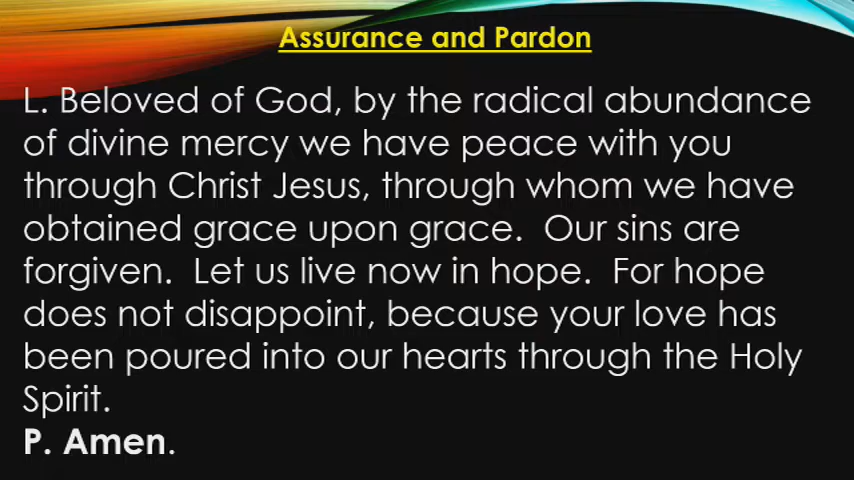 Assurance and Pardon
L. Beloved of God, by the radical abundance
of divine mercy we have peace with you
through Christ Jesus, through whom we have
obtained grace upon grace.  Our sins are
forgiven.  Let us live now in hope.  For hope
does not disappoint, because your love has
been poured into our hearts through the Holy
Spirit.
P. Amen.